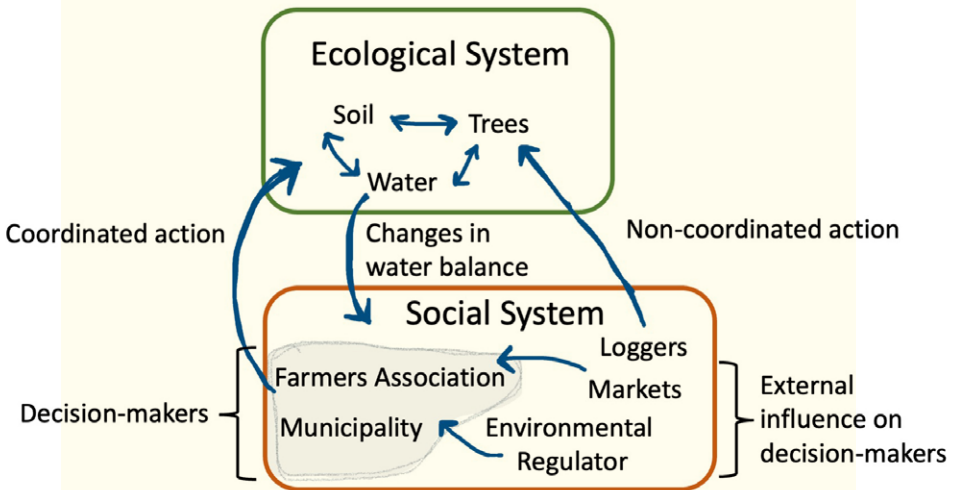 Ecological System
Soil
Trees
Water
Coordinated action
Non-coordinated action
Changes in
water balance
Social System
Loggers
Farmers Association
Markets
Decision-makers
Municipality
Environmental
Regulator
External
influence on
decision-makers